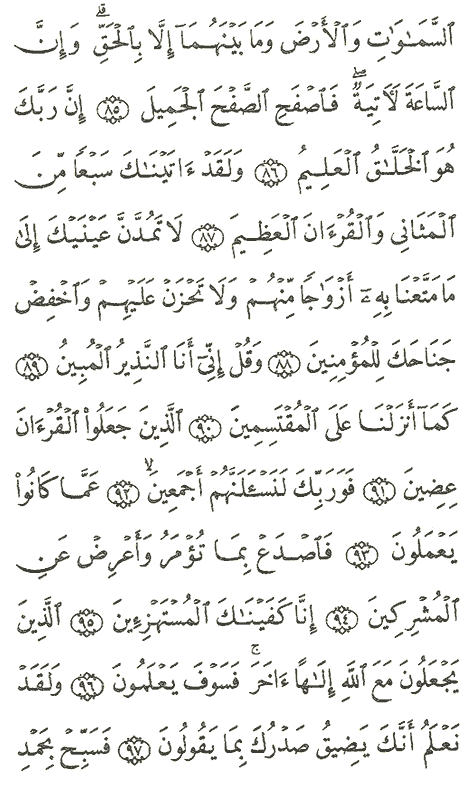 ٱلسَّمَٰوَٰتِ وَٱلْأَرْضَ وَمَا بَيْنَهُمَآ إِلَّا بِٱلْحَقِّ ۗ وَإِنَّ
ٱلسَّاعَةَ لَـَٔاتِيَةٌ ۖ فَٱصْفَحِ ٱلصَّفْحَ ٱلْجَمِيلَ ٨٥ إِنَّ رَبَّكَ
هُوَ ٱلْخَلَّٰقُ ٱلْعَلِيمُ ٨٦ وَلَقَدْ ءَاتَيْنَٰكَ سَبْعًا مِّنَ
ٱلْمَثَانِى وَٱلْقُرْءَانَ ٱلْعَظِيمَ ٨٧ لَا تَمُدَّنَّ عَيْنَيْكَ إِلَىٰ
مَا مَتَّعْنَا بِهِۦٓ أَزْوَٰجًا مِّنْهُمْ وَلَا تَحْزَنْ عَلَيْهِمْ وَٱخْفِضْ
جَنَاحَكَ لِلْمُؤْمِنِينَ ٨٨ وَقُلْ إِنِّىٓ أَنَا ٱلنَّذِيرُ ٱلْمُبِينُ ٨٩
كَمَآ أَنزَلْنَا عَلَى ٱلْمُقْتَسِمِينَ ٩٠ ٱلَّذِينَ جَعَلُوا۟ ٱلْقُرْءَانَ
عِضِينَ ٩١ فَوَرَبِّكَ لَنَسْـَٔلَنَّهُمْ أَجْمَعِينَ ۙ ٩٢ عَمَّا كَانُوا۟
يَعْمَلُونَ ٩٣ فَٱصْدَعْ بِمَا تُؤْمَرُ وَأَعْرِضْ عَنِ
ٱلْمُشْرِكِينَ ٩٤ إِنَّا كَفَيْنَٰكَ ٱلْمُسْتَهْزِءِينَ ٩٥ ٱلَّذِينَ
يَجْعَلُونَ مَعَ ٱللَّهِ إِلَٰهًا ءَاخَرَ ۚ فَسَوْفَ يَعْلَمُونَ ٩٦ وَلَقَدْ
نَعْلَمُ أَنَّكَ يَضِيقُ صَدْرُكَ بِمَا يَقُولُونَ ٩٧ فَسَبِّحْ بِحَمْدِ